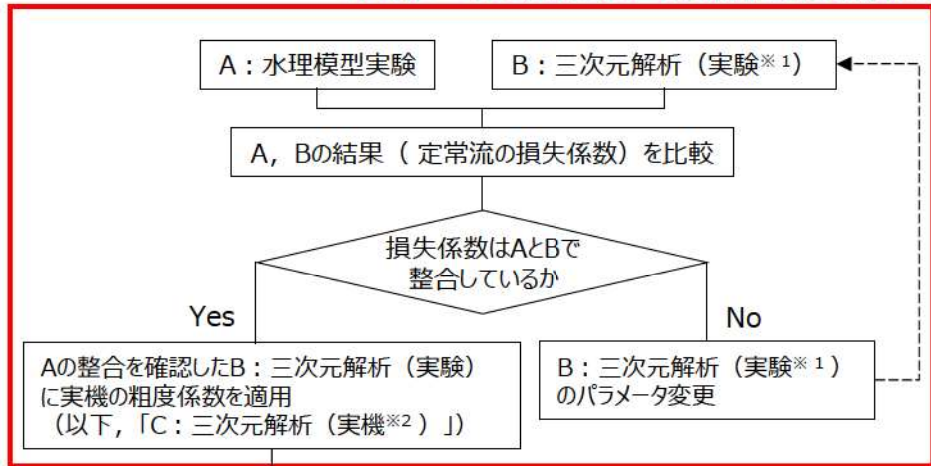 A：水理模型実験
B：三次元解析（実験※1）
A，Bの結果（ 定常流の損失係数）を比較
損失係数はAとBで
整合しているか
Yes
No
Aの整合を確認したB：三次元解析（実験）
に実機の粗度係数を適用
（以下，「C：三次元解析（実機※2 ）」）
B：三次元解析（実験※1）
のパラメータ変更